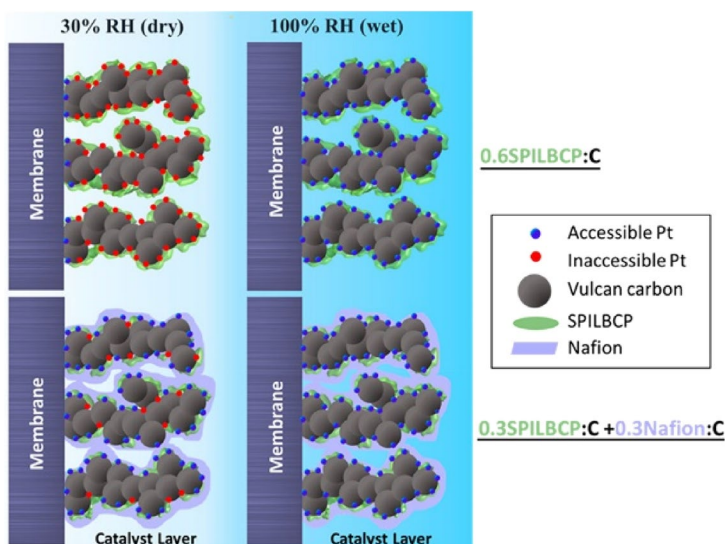 30% RH (dry)
100% RH (wet)
Membrane
Membrane
0.6SPILBCP:C
Accessible Pt
Inaccessible Pt
Vulcan carbon
SPILBCP
Nafion
Membrane
Membrane
0.3SPILBCP:C +0.3Nafion:C
Catalyst Layer
Catalyst Layer